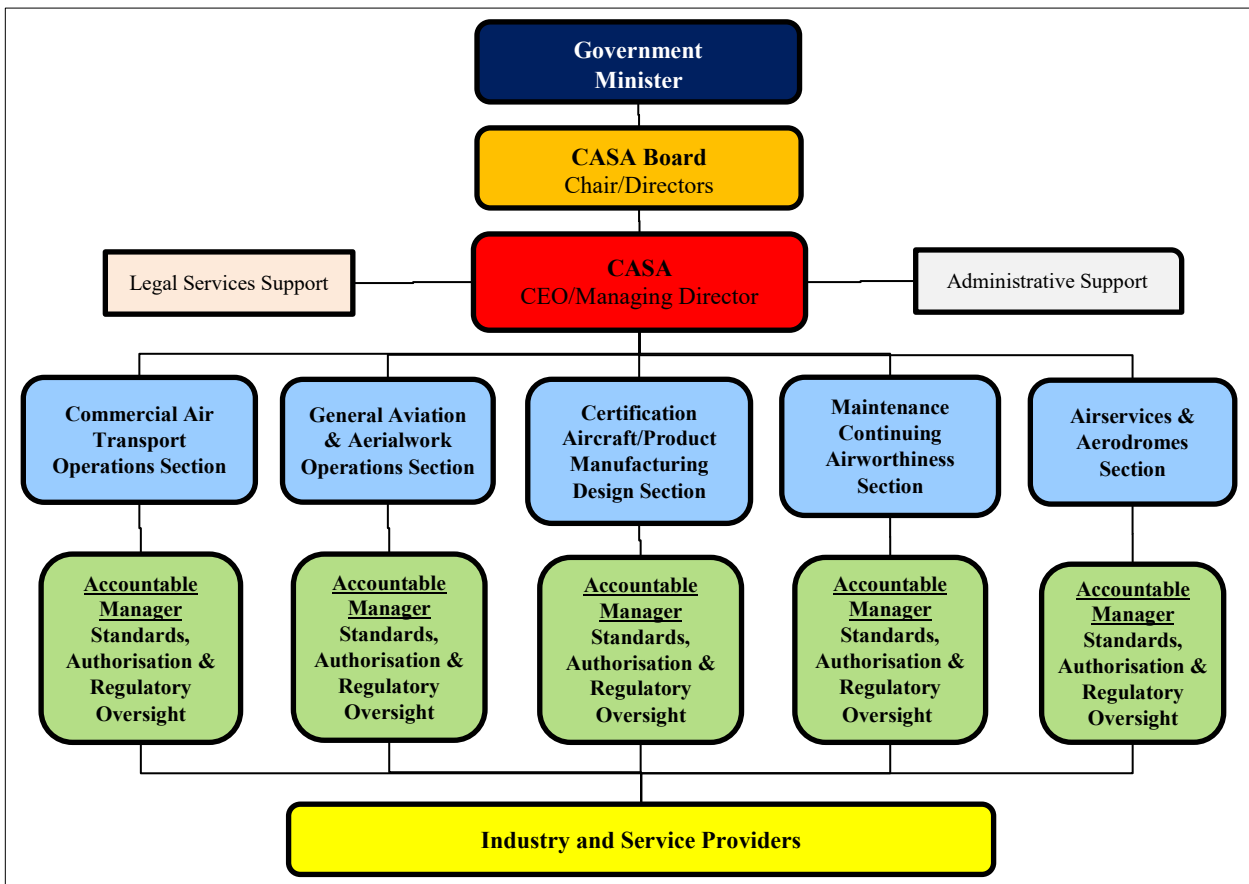 Government
Minister
CASA Board
Chair/Directors
Legal Services Support
CASA
CEO/Managing Director
Administrative Support
Commercial Air
Transport
Operations Section
General Aviation
& Aerialwork
Operations Section
Certification
Aircraft/Product
Manufacturing
Design Section
Maintenance
Continuing
Airworthiness
Section
Airservices &
Aerodromes
Section
Accountable
Manager
Standards,
Authorisation &
Regulatory
Oversight
Accountable
Manager
Standards,
Authorisation &
Regulatory
Oversight
Accountable
Manager
Standards,
Authorisation &
Regulatory
Oversight
Accountable
Manager
Standards,
Authorisation &
Regulatory
Oversight
Accountable
Manager
Standards,
Authorisation &
Regulatory
Oversight
Industry and Service Providers